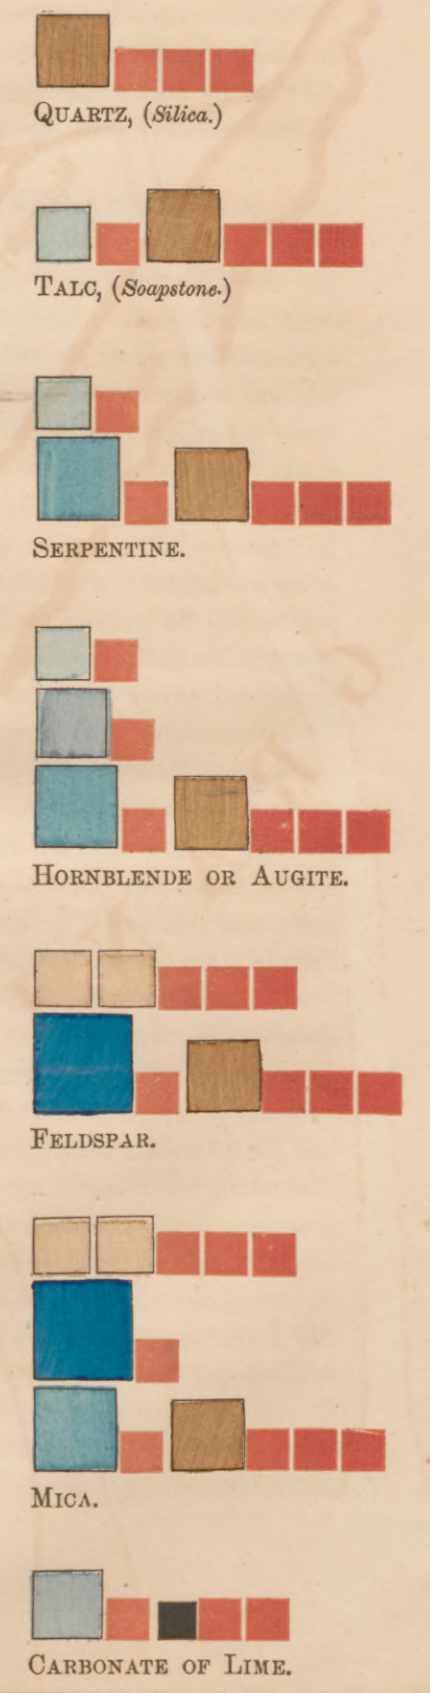 QUARTZ, (Silica.)
TALC, (Soapstone.)
SERPENTINE.
HORNBLENDE OR AUGITE.
FELDSPAR.
MICA.
CARBONATE OF LIME.